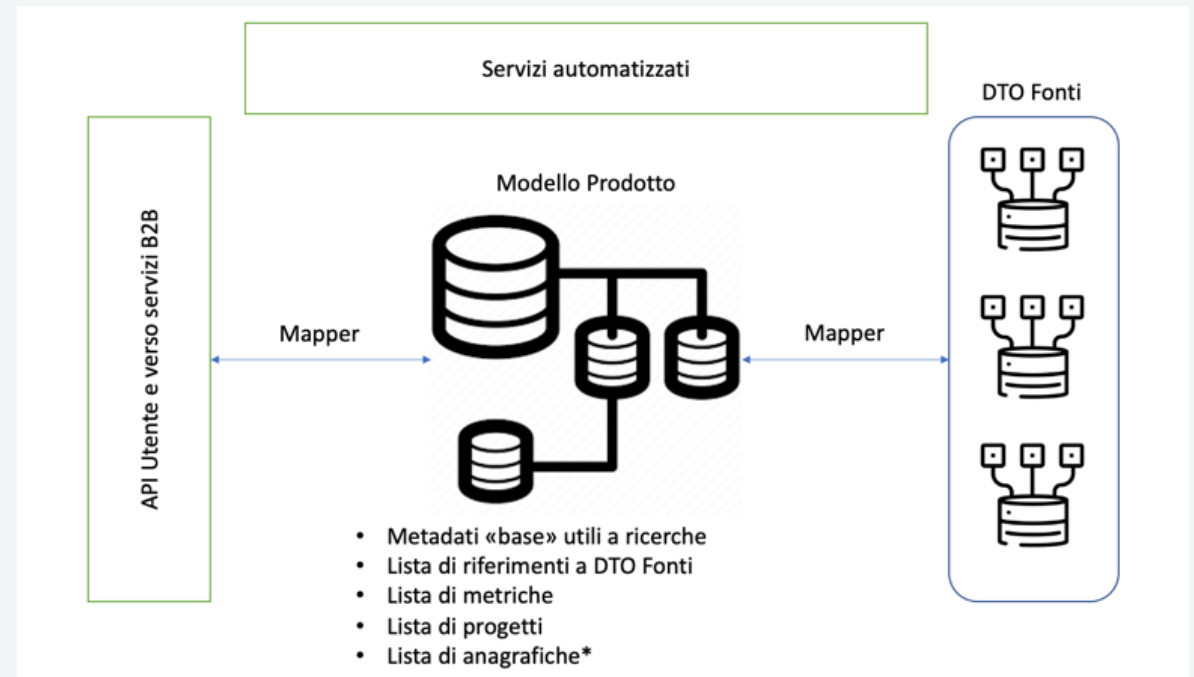 Servizi automatizzati
DTO Fonti
Modello Prodotto
API Utente e verso servizi B2B
Mapper
Mapper
• Metadati «base» utili a ricerche
• Lista di riferimenti a DTO Fonti
• Lista di metriche
• Lista di progetti
• Lista di anagrafiche*